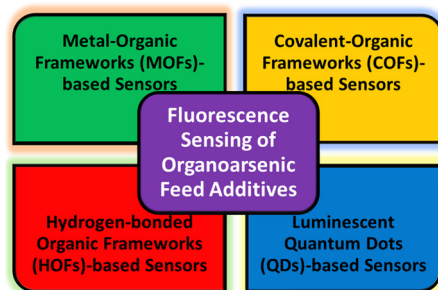 Metal-Organic
Frameworks (MOFs)-
based Sensors
Covalent-Organic
Frameworks (COFs)
-based Sensors
Fluorescence
Sensing of
Organoarsenic
Feed Additives
Hydrogen-bonded
Organic Frameworks
(HOFs)-based Sensors
Luminescent
Quantum Dots
(QDs)-based Sensors